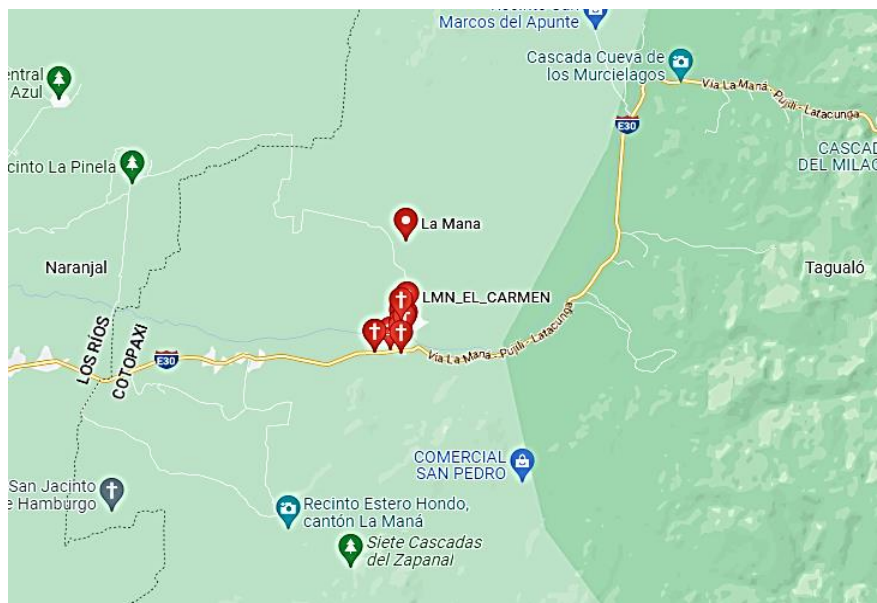 Marcos del Apunte
Cascada Cueva de
los Murcielagos
Vía La Maná - Pujilí - Latacunga
entral
Azul
E30
CASCAD
DEL MILAG
cinto La Pinela
La Mana
Naranjal
Tagualó
LMN_EL_CARMEN
LOS RÍOS
COTOPAXI
E30
Vía La Maná - Pujilí - Latacunga
COMERCIAL
SAN PEDRO
San Jacinto
e Hamburgo
Recinto Estero Hondo,
cantón La Maná
Siete Cascadas
del Zapanal